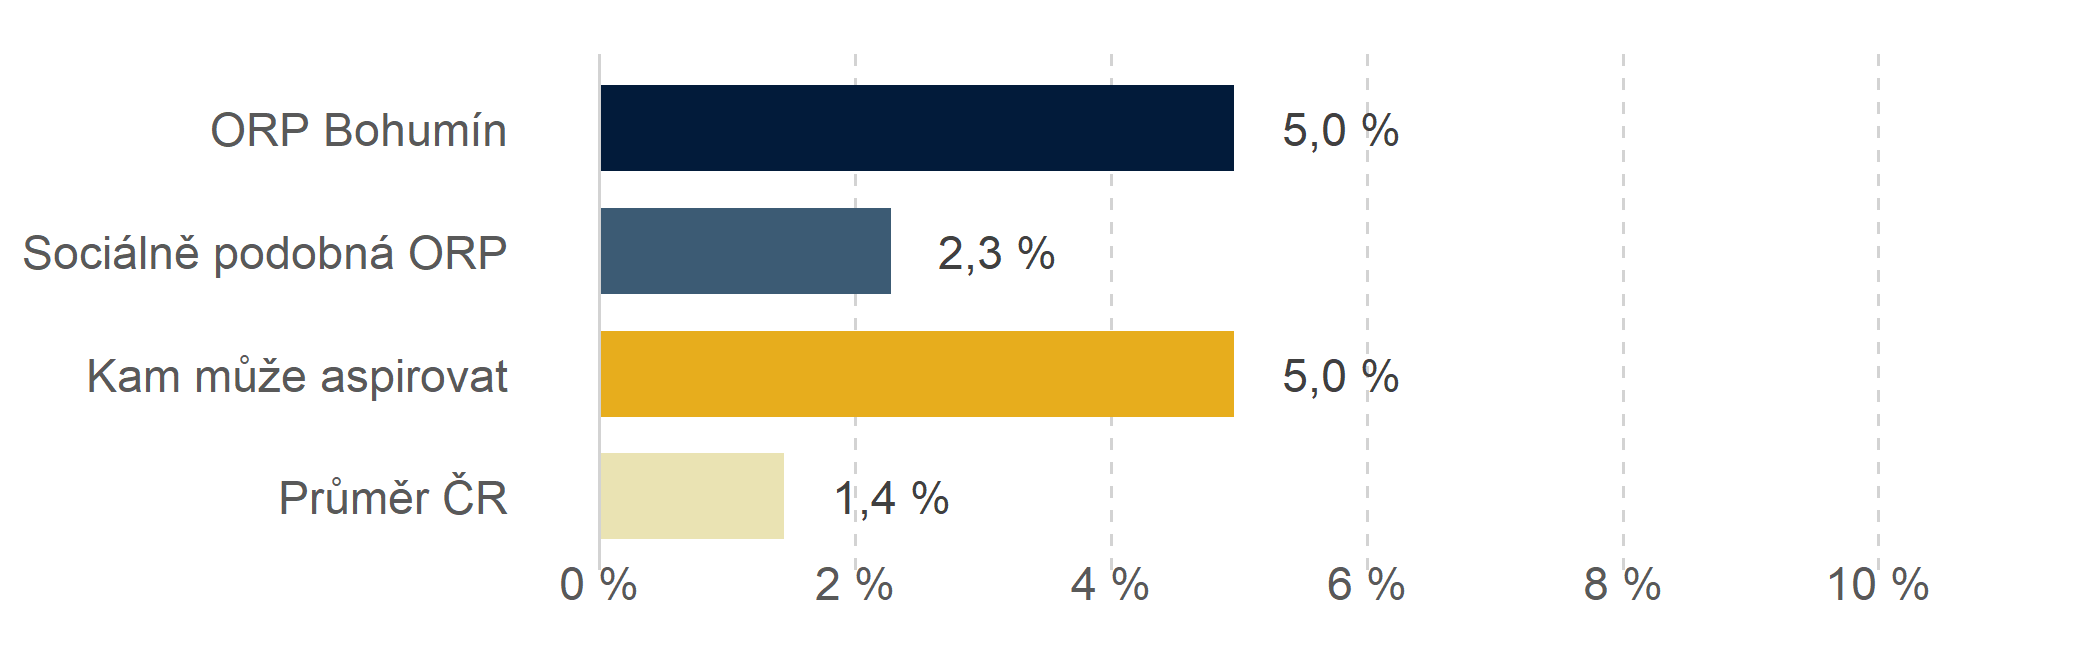 ORP Bohumín 5,0 %
Sociálně podobná ORP 2,3 %
Kam může aspirovat 5,0 %
Průměr ČR 1,4 %
0 % 2 % 4 % 6 % 8 % 10 %